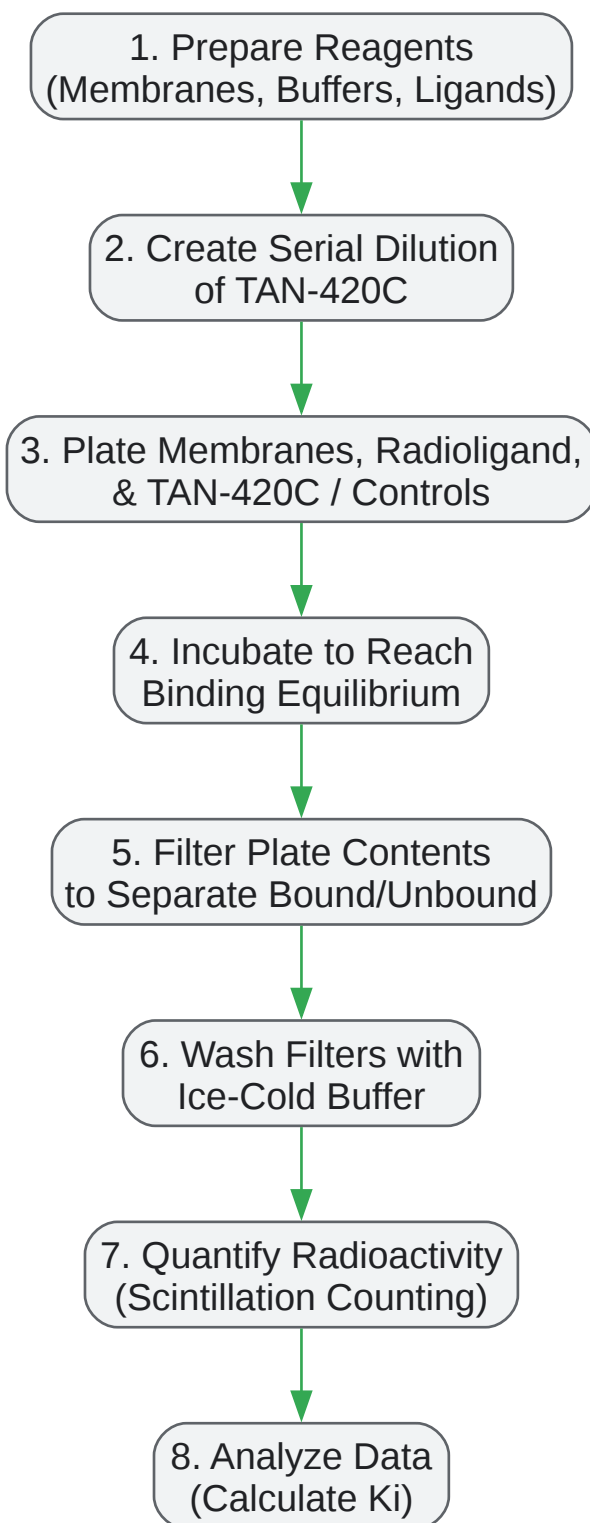 1. Prepare Reagents
(Membranes, Buffers, Ligands)
2. Create Serial Dilution
of TAN-420C
3. Plate Membranes, Radioligand,
& TAN-420C / Controls
4. Incubate to Reach
Binding Equilibrium
5. Filter Plate Contents
to Separate Bound/Unbound
6. Wash Filters with
Ice-Cold Buffer
7. Quantify Radioactivity
(Scintillation Counting)
8. Analyze Data
(Calculate Ki)